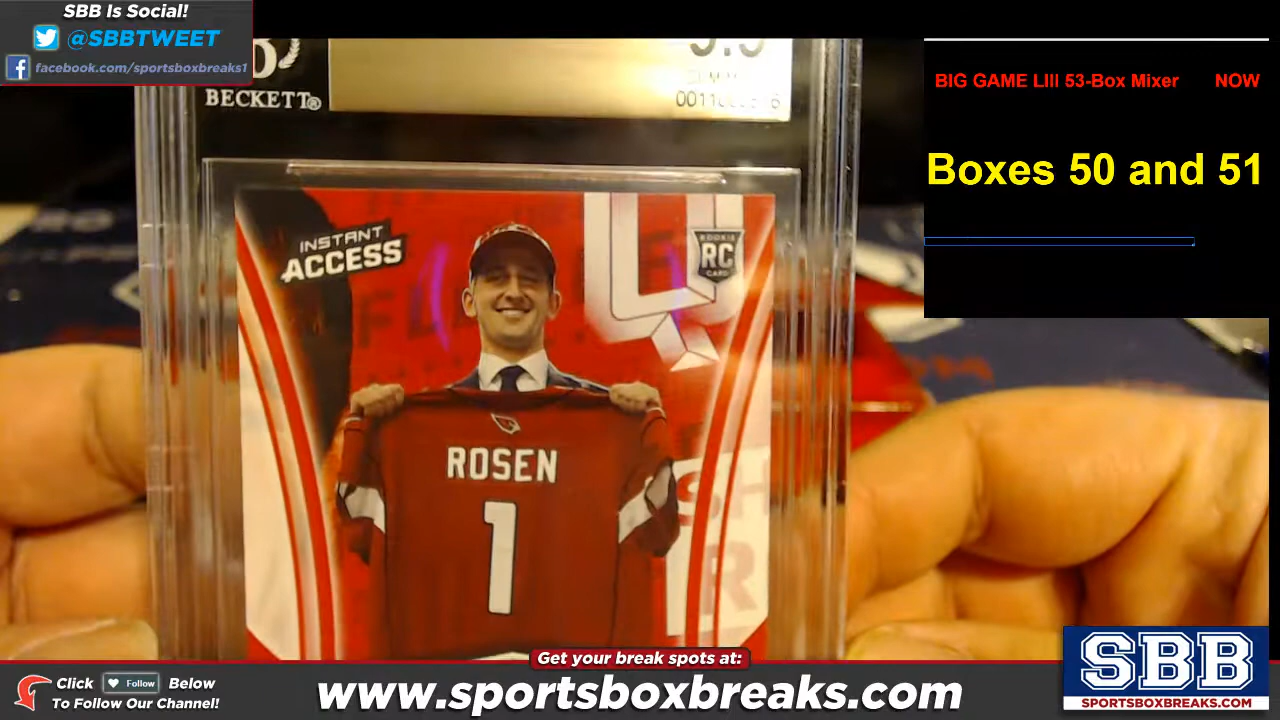 SBB Is Social!
@SBBTWEET
facebook.com/sportsboxbreaks1
BECKETT®
BIG GAME LIII 53-Box Mixer NOW
Boxes 50 and 51
INSTANT
ACCESS
ROOKIE
RC
CARD
ROSEN
1
Get your break spots at:
Click Follow Below
To Follow Our Channel!
www.sportsboxbreaks.com
SBB
SPORTSBOXBREAKS.COM